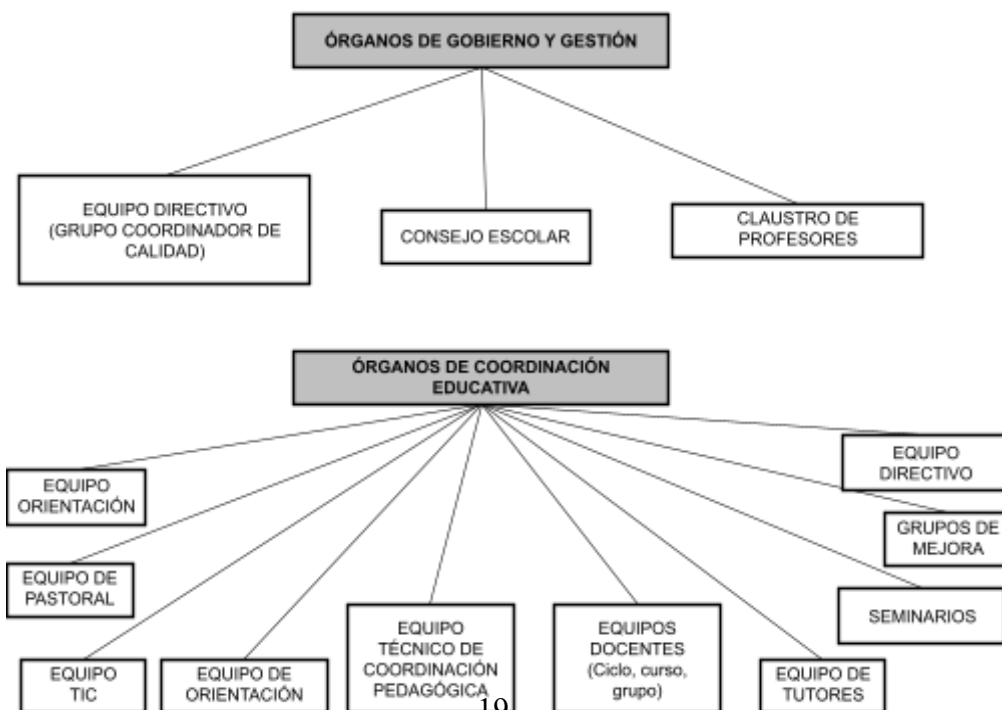 ÓRGANOS DE GOBIERNO Y GESTIÓN
EQUIPO DIRECTIVO
(GRUPO COORDINADOR DE
CALIDAD)
CONSEJO ESCOLAR
CLAUSTRO DE
PROFESORES
ÓRGANOS DE COORDINACIÓN
EDUCATIVA
EQUIPO
DIRECTIVO
EQUIPO
ORIENTACIÓN
GRUPOS DE
MEJORA
EQUIPO DE
PASTORAL
SEMINARIOS
EQUIPO
TIC
EQUIPO DE
ORIENTACIÓN
EQUIPO
TÉCNICO DE
COORDINACIÓN
PEDAGÓGICA
EQUIPOS
DOCENTES
(Ciclo, curso,
grupo)
EQUIPO DE
TUTORES
19